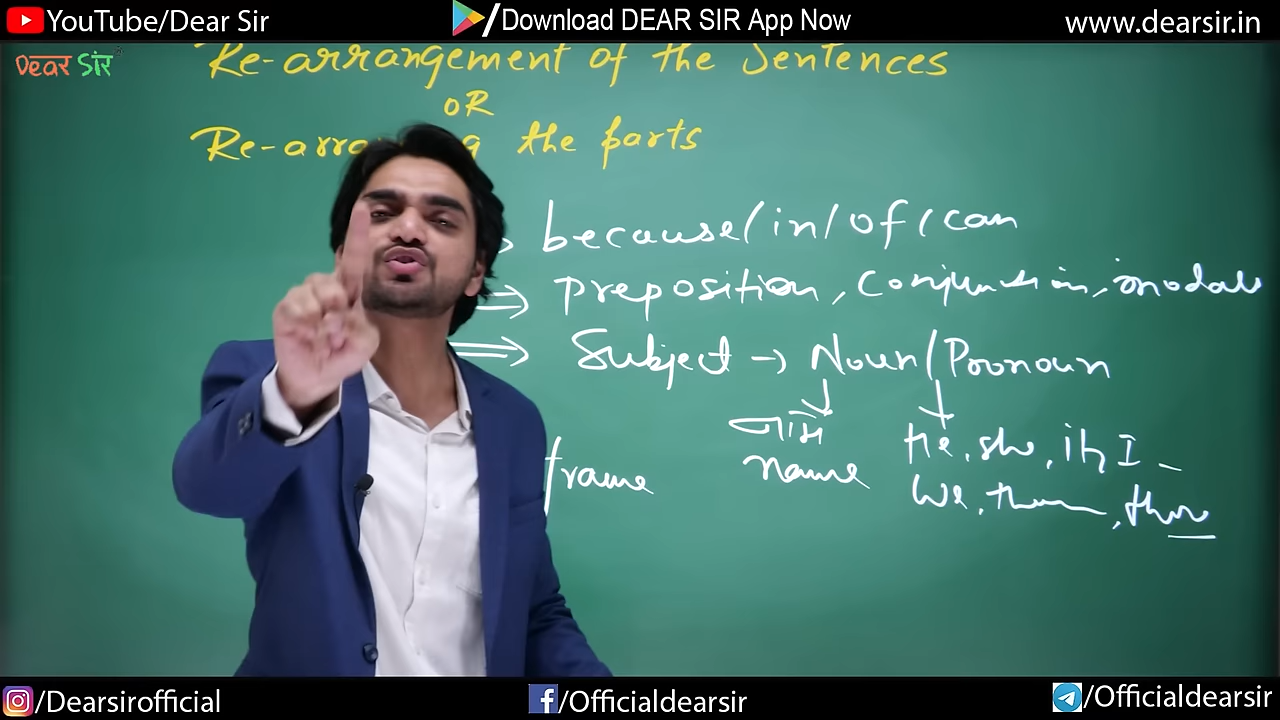 YouTube/Dear Sir
/Download DEAR SIR App Now
www.dearsir.in
Dear Sir
Re-arrangement of the Sentences
OR
Re-arra g the parts
because/in/of/can
preposition, conjunction, modals
Subject → Noun/Pronoun
नाम
He, she, it, I -
name
We, them,
frame
/Dearsirofficial
/Officialdearsir
/Officialdearsir